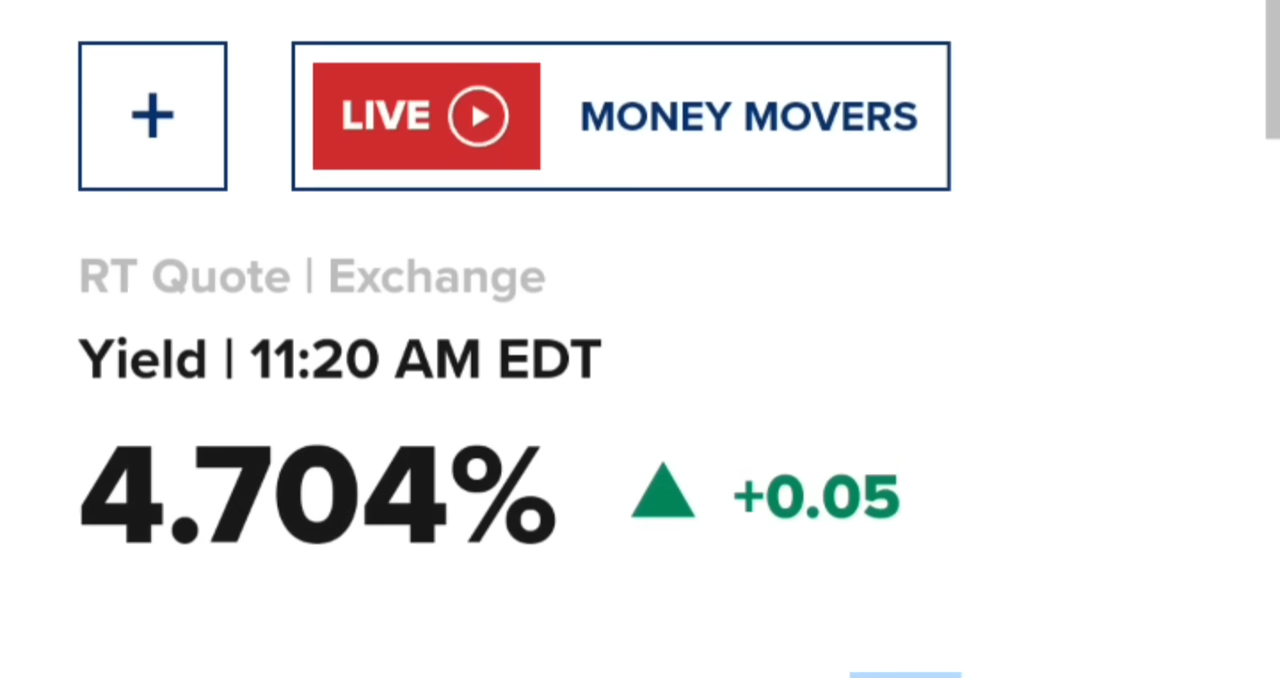 +
LIVE MONEY MOVERS
RT Quote | Exchange
Yield | 11:20 AM EDT
4.704% ▲ +0.05